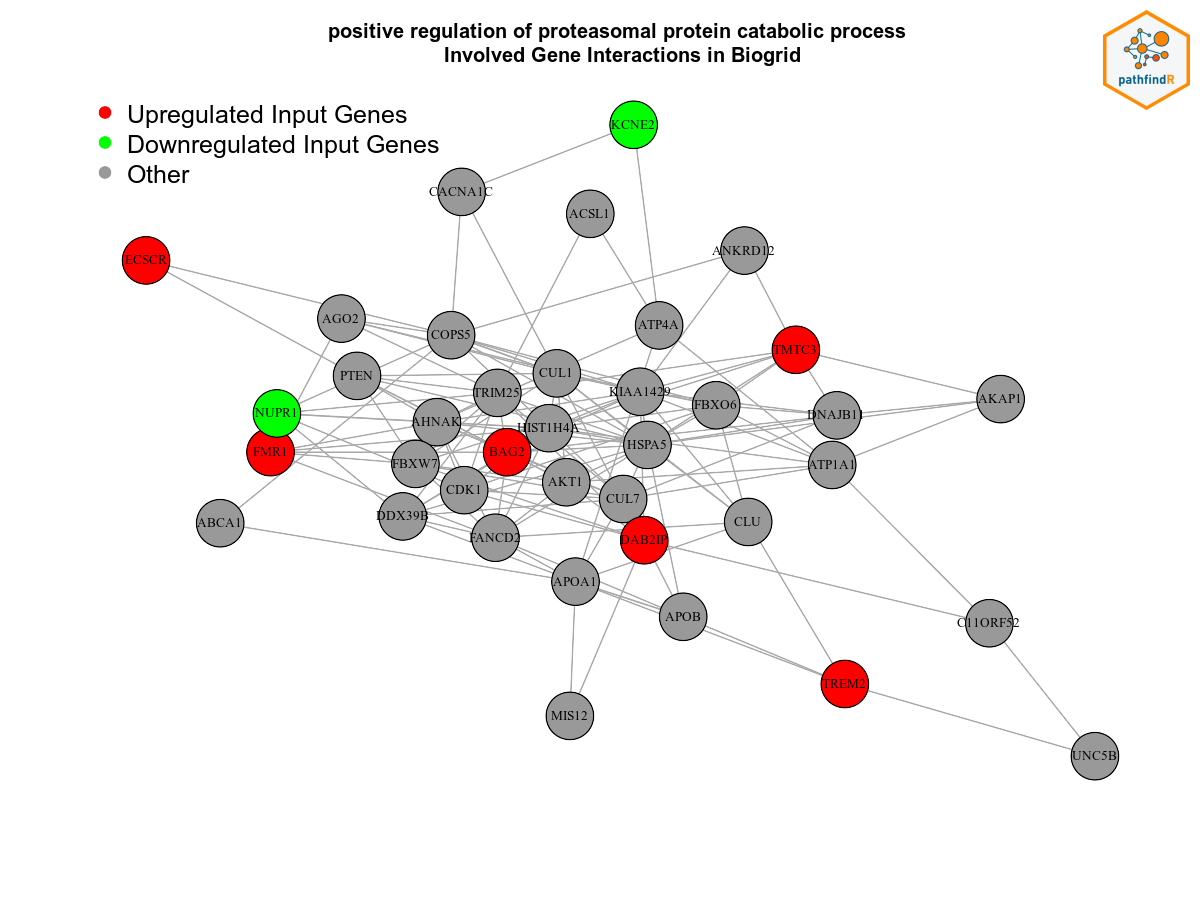 positive regulation of proteasomal protein catabolic process
Involved Gene Interactions in Biogrid
pathfindR
Upregulated Input Genes
Downregulated Input Genes
Other
KCNE2
CACNA1C
ACSL1
ANKRD12
ECSCR
AGO2
COPS5
ATP4A
TMTC3
PTEN
CUL1
TRIM25
KIAA1429
FBXO6
AKAP1
NUPR1
AHNAK
HIST1H4A
DNAJB11
FMR1
BAG2
HSPA5
FBXW7
ATP1A1
CDK1
AKT1
CUL7
DDX39B
ABCA1
CLU
FANCD2
DAB2IP
APOA1
APOB
C11ORF52
TREM2
MIS12
UNC5B